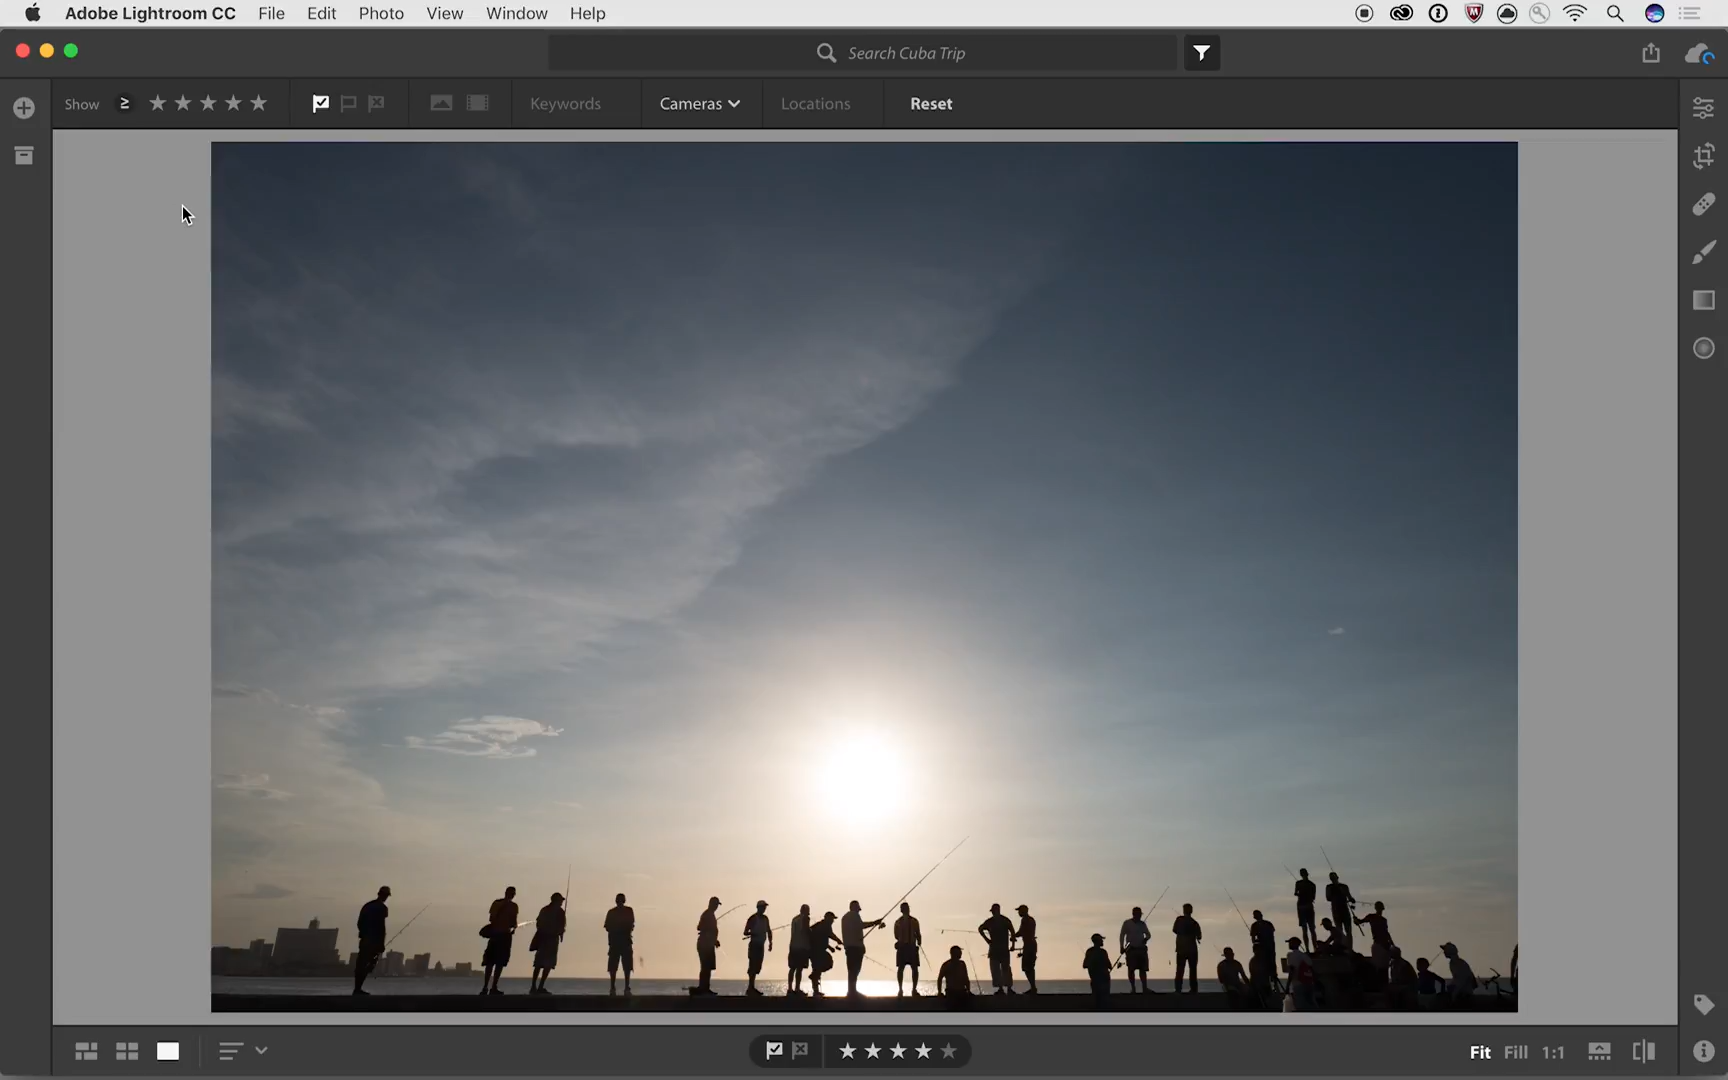 Adobe Lightroom CC File Edit Photo View Window Help
Search Cuba Trip
Show ≥ Keywords Cameras Locations Reset
Fit Fill 1:1